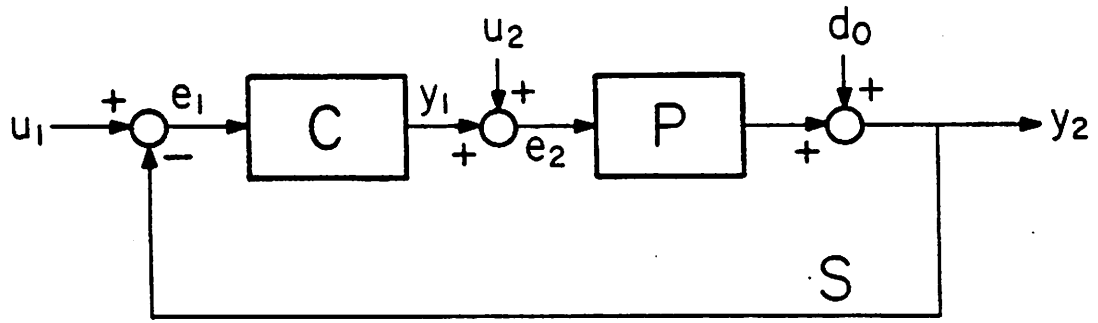 u₂
d₀
+
e₁
C
y₁
+
P
+
u₁
y₂
−
+
e₂
+
S